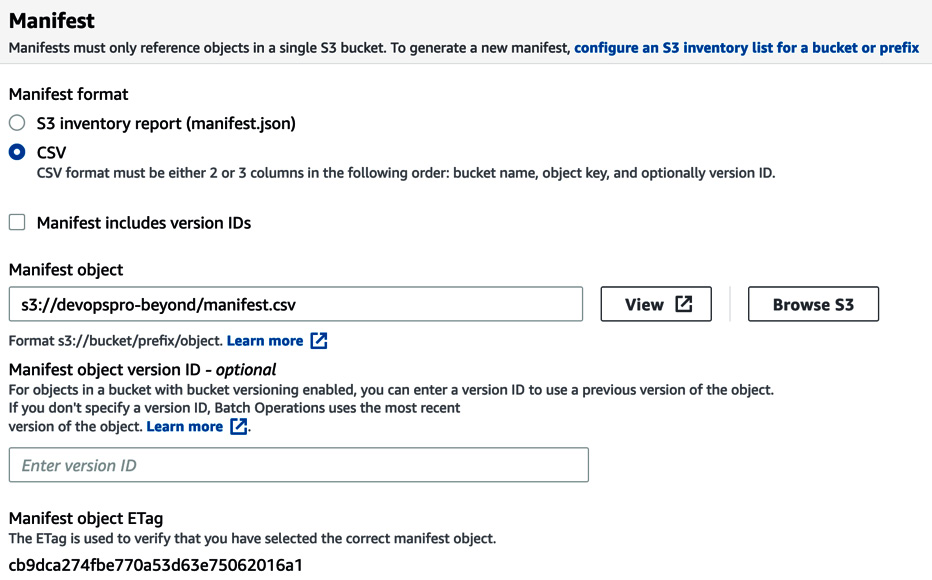 Manifest
Manifests must only reference objects in a single S3 bucket. To generate a new manifest, configure an S3 inventory list for a bucket or prefix
Manifest format
S3 inventory report (manifest.json)
CSV
CSV format must be either 2 or 3 columns in the following order: bucket name, object key, and optionally version ID.
Manifest includes version IDs
Manifest object
s3://devopspro-beyond/manifest.csv
View
Browse S3
Format s3://bucket/prefix/object. Learn more
Manifest object version ID - optional
For objects in a bucket with bucket versioning enabled, you can enter a version ID to use a previous version of the object.
If you don't specify a version ID, Batch Operations uses the most recent
version of the object. Learn more.
Enter version ID
Manifest object ETag
The ETag is used to verify that you have selected the correct manifest object.
cb9dca274fbe770a53d63e75062016a1